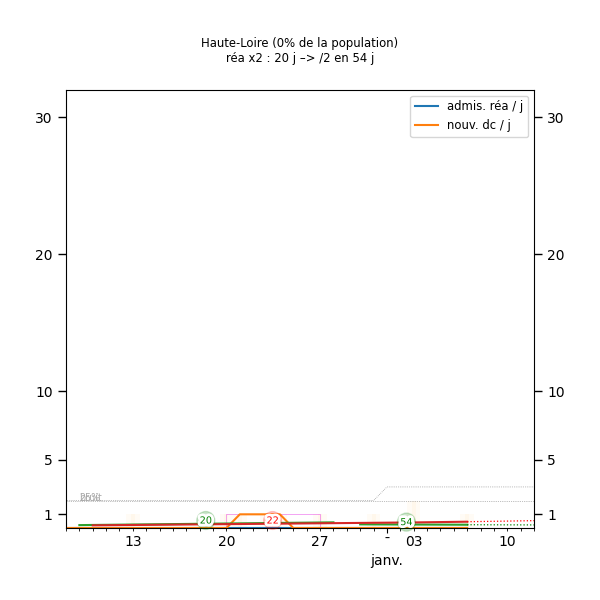 Haute-Loire (0% de la population)
réa x2 : 20 j –> /2 en 54 j
admis. réa / j
nouv. dc / j
30 30
20 20
10 10
5 5
1 1
20 22 54
13 20 27 - 03 10
janv.